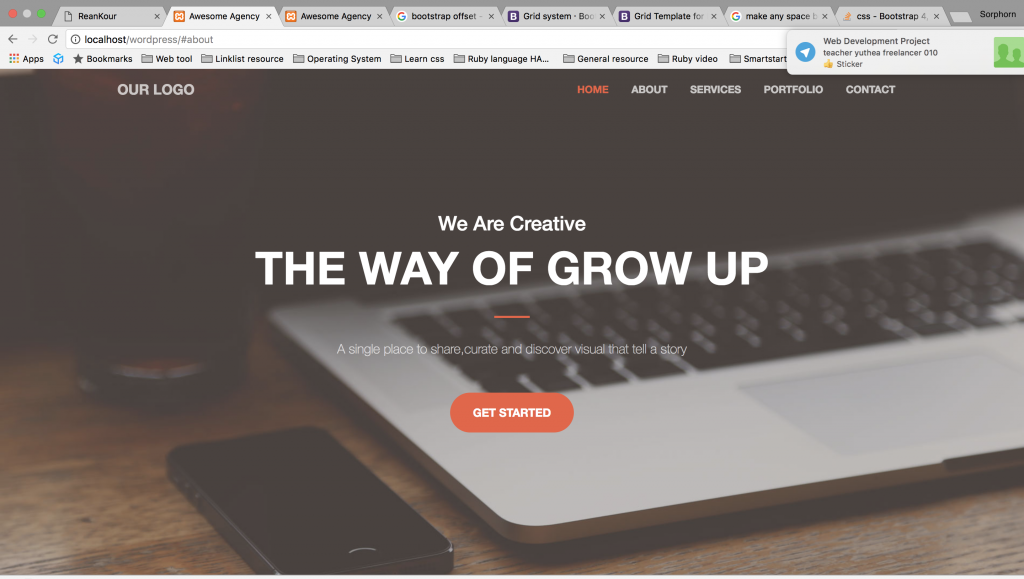 ReanKour
Awesome Agency
Awesome Agency
bootstrap offset -
Grid system · Boo
Grid Template for
make any space b
css - Bootstrap 4,
Sorphorn
localhost/wordpress/#about
Apps
Bookmarks
Web tool
Linklist resource
Operating System
Learn css
Ruby language HA...
General resource
Ruby video
Smartstart
Web Development Project
teacher yuthea freelancer 010
👍 Sticker
OUR LOGO
HOME
ABOUT
SERVICES
PORTFOLIO
CONTACT
We Are Creative
THE WAY OF GROW UP
A single place to share,curate and discover visual that tell a story
GET STARTED